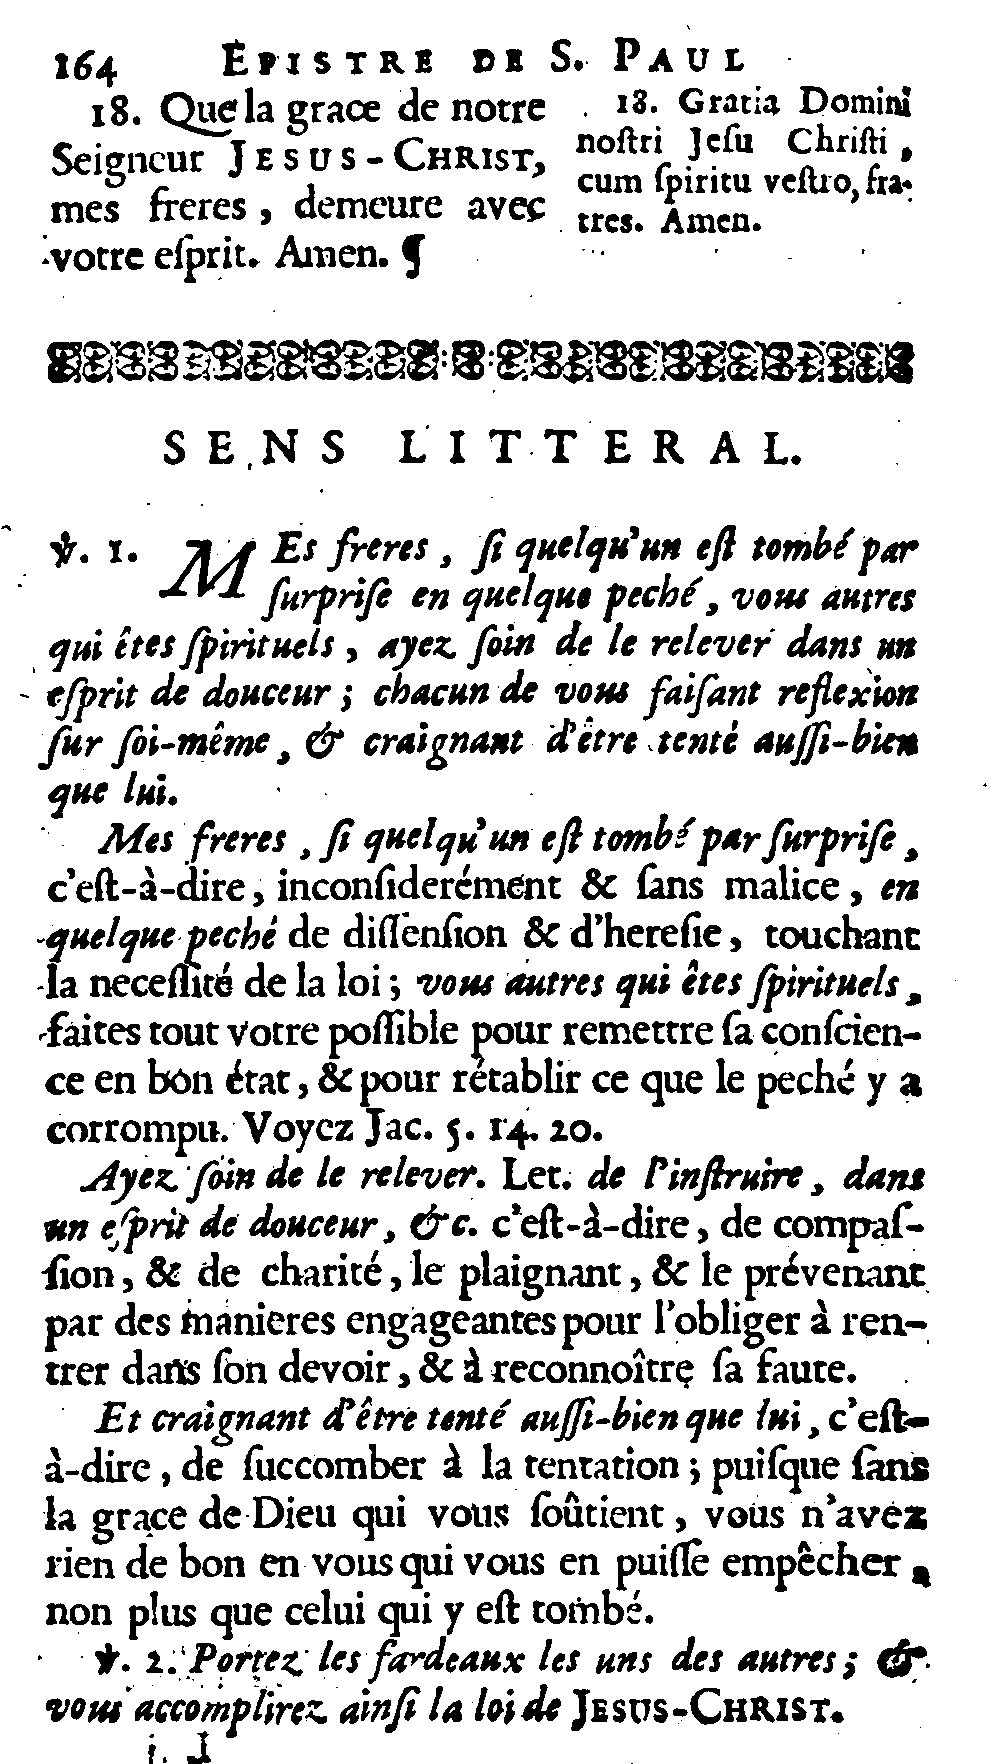 164 EPISTRE DE S. PAUL
18. Que la grace de notre
Seigneur JESUS-CHRIST,
mes freres, demeure avec
votre eſprit. Amen. ¶
18. Gratia Domini
noſtri Jeſu Chriſti,
cum ſpiritu veſtro, fra-
tres. Amen.
SENS LITTERAL.
℣. 1. MEs freres, ſi quelqu'un eſt tombé par
ſurpriſe en quelque peché, vous autres
qui êtes ſpirituels, ayez ſoin de le relever dans un
eſprit de douceur; chacun de vous faiſant reflexion
ſur ſoi-même, & craignant d'être tenté auſſi-bien
que lui.
Mes freres, ſi quelqu'un eſt tombé par ſurpriſe,
c'eſt-à-dire, inconſiderément & ſans malice, en
quelque peché de diſſenſion & d'hereſie, touchant
la neceſſité de la loi; vous autres qui êtes ſpirituels,
faites tout votre poſſible pour remettre ſa conſcien-
ce en bon état, & pour rétablir ce que le peché y a
corrompu. Voyez Jac. 5. 14. 20.
Ayez ſoin de le relever. Let. de l'inſtruire, dans
un eſprit de douceur, &c. c'eſt-à-dire, de compaſ-
ſion, & de charité, le plaignant, & le prévenant
par des manieres engageantes pour l'obliger à ren-
trer dans ſon devoir, & à reconnoître ſa faute.
Et craignant d'être tenté auſſi-bien que lui, c'eſt-
à-dire, de ſuccomber à la tentation; puiſque ſans
la grace de Dieu qui vous ſoûtient, vous n'avez
rien de bon en vous qui vous en puiſſe empêcher,
non plus que celui qui y eſt tombé.
℣. 2. Portez les fardeaux les uns des autres; &
vous accomplirez ainſi la loi de JESUS-CHRIST.